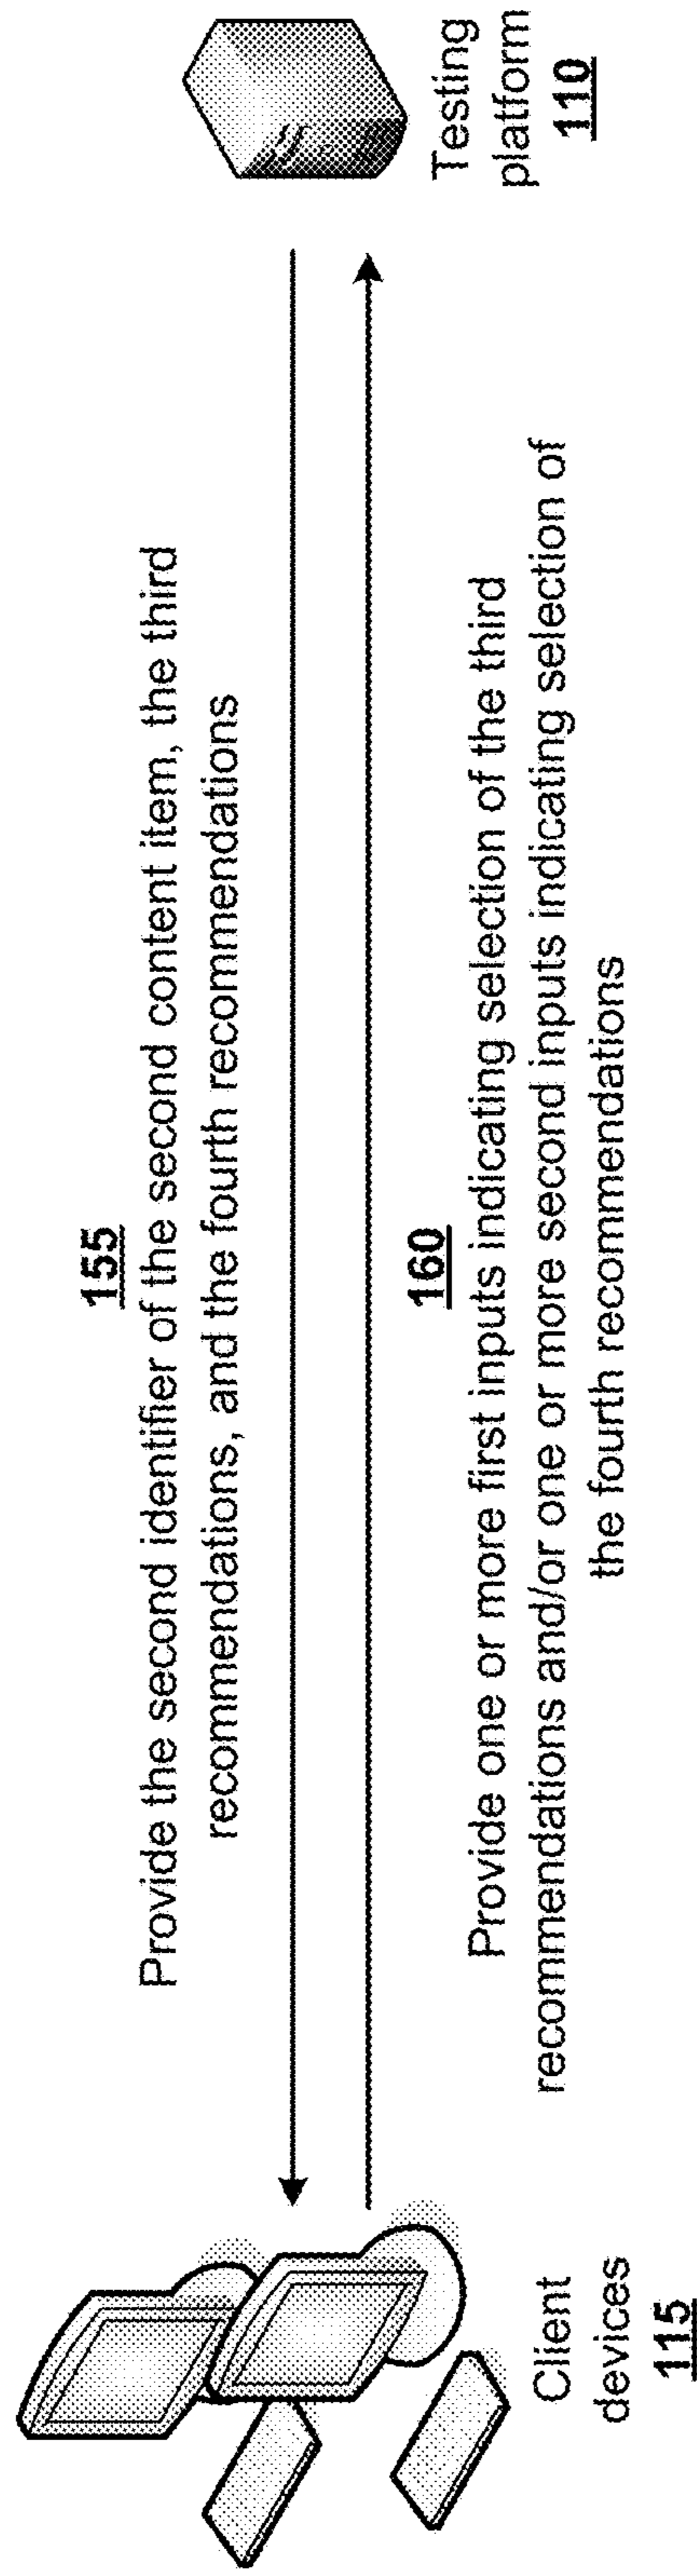 155
Provide the second identifier of the second content item, the third
recommendations, and the fourth recommendations
160
Provide one or more first inputs indicating selection of the third
recommendations and/or one or more second inputs indicating selection of
the fourth recommendations
Client
devices
115
Testing
platform
110